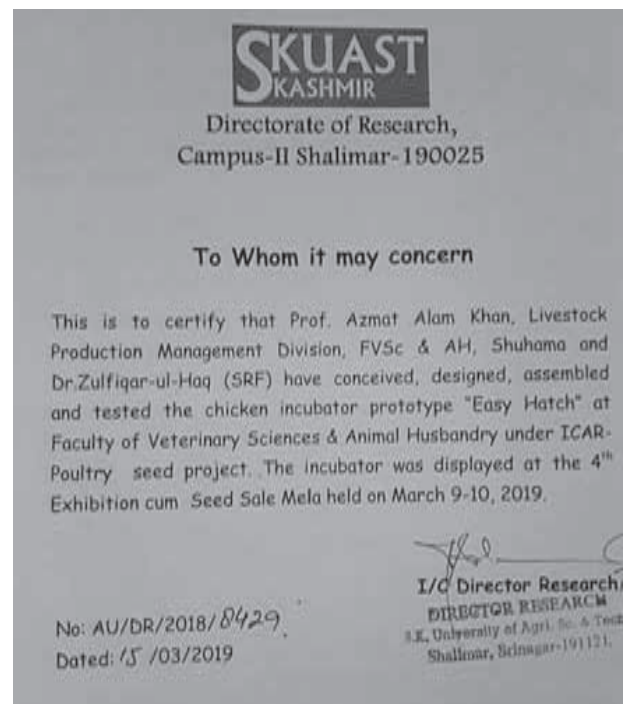 SKUAST
KASHMIR
Directorate of Research,
Campus-II Shalimar-190025
To Whom it may concern
This is to certify that Prof. Azmat Alam Khan, Livestock
Production Management Division, FVSc & AH, Shuhama and
Dr.Zulfiqar-ul-Haq (SRF) have conceived, designed, assembled
and tested the chicken incubator prototype "Easy Hatch" at
Faculty of Veterinary Sciences & Animal Husbandry under ICAR-
Poultry seed project. The incubator was displayed at the 4th
Exhibition cum Seed Sale Mela held on March 9-10, 2019.
I/C Director Research
DIRECTOR RESEARCH
S.K. University of Agri. Sc. & Tech
Shalimar, Srinagar-191121.
No: AU/DR/2018/8429
Dated: 15 /03/2019